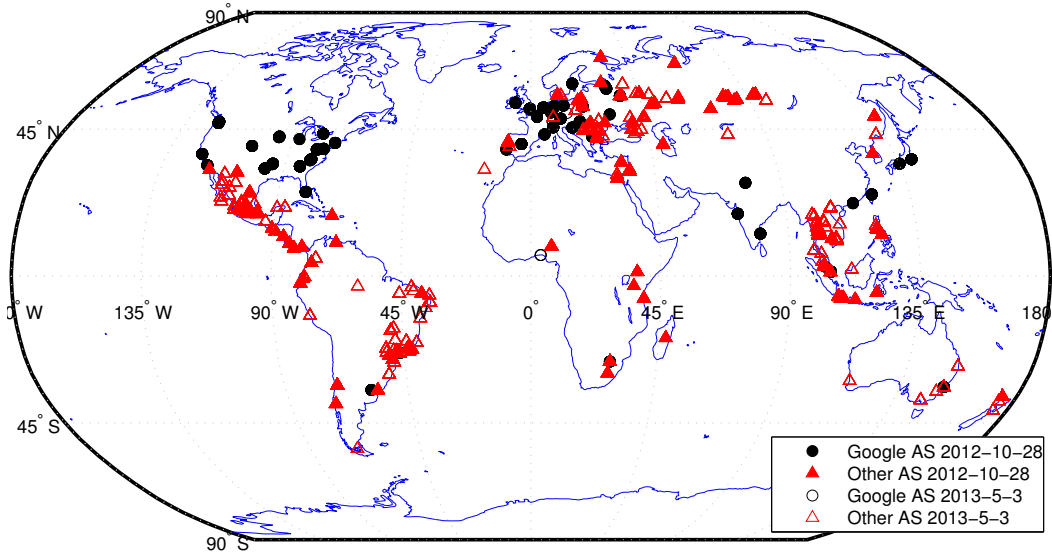 90° N
45° N
0° W
135° W
90° W
45° W
0°
45° E
90° E
135° E
180
45° S
90° S
Google AS 2012−10−28
Other AS 2012−10−28
Google AS 2013−5−3
Other AS 2013−5−3